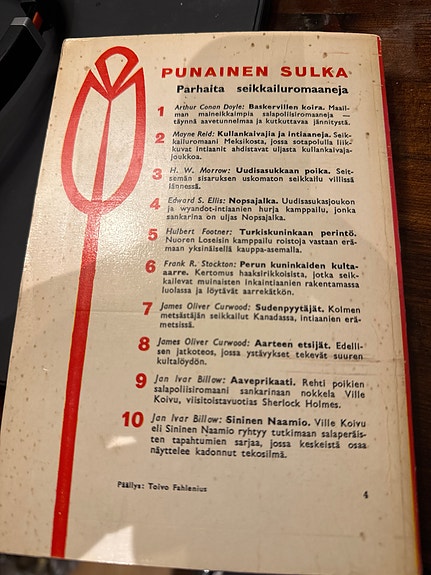 PUNAINEN SULKA
Parhaita seikkailuromaaneja
1 Arthur Conan Doyle: Baskervillen koira. Maail-
man maineikkaimpia salapoliisiromaaneja —
täynnä aavetunnelmaa ja kutkuttavaa jännitystä.
2 Mayne Reid: Kullankaivajia ja intiaaneja. Seik-
kailuromaani Meksikosta, jossa sotapolulla liik-
kuvat intiaanit ahdistavat uljasta kullankaivaja-
joukkoa.
3 H. W. Morrow: Uudisasukkaan poika. Seit-
semän sisaruksen uskomaton seikkailu villissä
lännessä.
4 Edward S. Ellis: Nopsajalka. Uudisasukasjoukon
ja wyandot-intiaanien hurja kamppailu, jonka
sankarina on uljas Nopsajalka.
5 Hulbert Footner: Turkiskuninkaan perintö.
Nuoren Loselsin kamppailu roistoja vastaan erä-
maan yksinäisellä kauppa-asemalla.
6 Frank R. Stockton: Perun kuninkaiden kulta-
aarre. Kertomus haaksirikkoisista, jotka seik-
kailevat muinaisten inkaintiaanien rakentamassa
luolassa ja löytävät aarrekätkön.
7 James Oliver Curwood: Sudenpyytäjät. Kolmen
metsästäjän seikkailut Kanadassa, intiaanien erä-
metsissä.
8 James Oliver Curwood: Aarteen etsijät. Edelli-
sen jatkoteos, jossa ystävykset tekevät suuren
kultalöydön.
9 Jan Ivar Billow: Aaveprikaati. Rehti poikien
salapoliisiromaani sankarinaan nokkela Ville
Koivu, viisitoistavuotias Sherlock Holmes.
10 Jan Ivar Billow: Sininen Naamio. Ville Koivu
eli Sininen Naamio ryhtyy tutkimaan salaperäis-
ten tapahtumien sarjaa, jossa keskeistä osaa
näyttelee kadonnut tekosilmä.
Päällys: Toivo Fahlenius
4